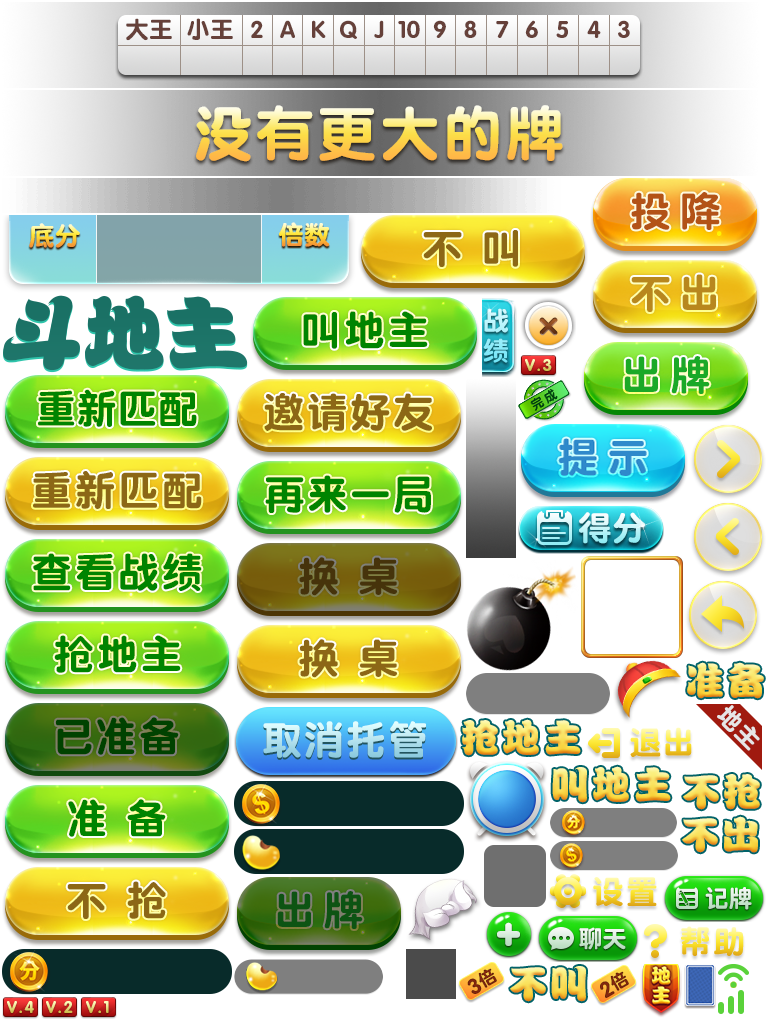 大王 小王 2 A K Q J 10 9 8 7 6 5 4 3
没有更大的牌
投降
底分
倍数
不叫
不出
斗地主
叫地主
战绩
V.3
出牌
重新匹配
邀请好友
完成
提示
重新匹配
再来一局
得分
查看战绩
换桌
抢地主
换桌
准备
已准备
取消托管
抢地主
退出
地主
叫地主
不抢
准备
$
分
不出
$
不抢
出牌
设置
记牌
聊天
帮助
分
3倍
不叫
2倍
地主
V.4
V.2
V.1